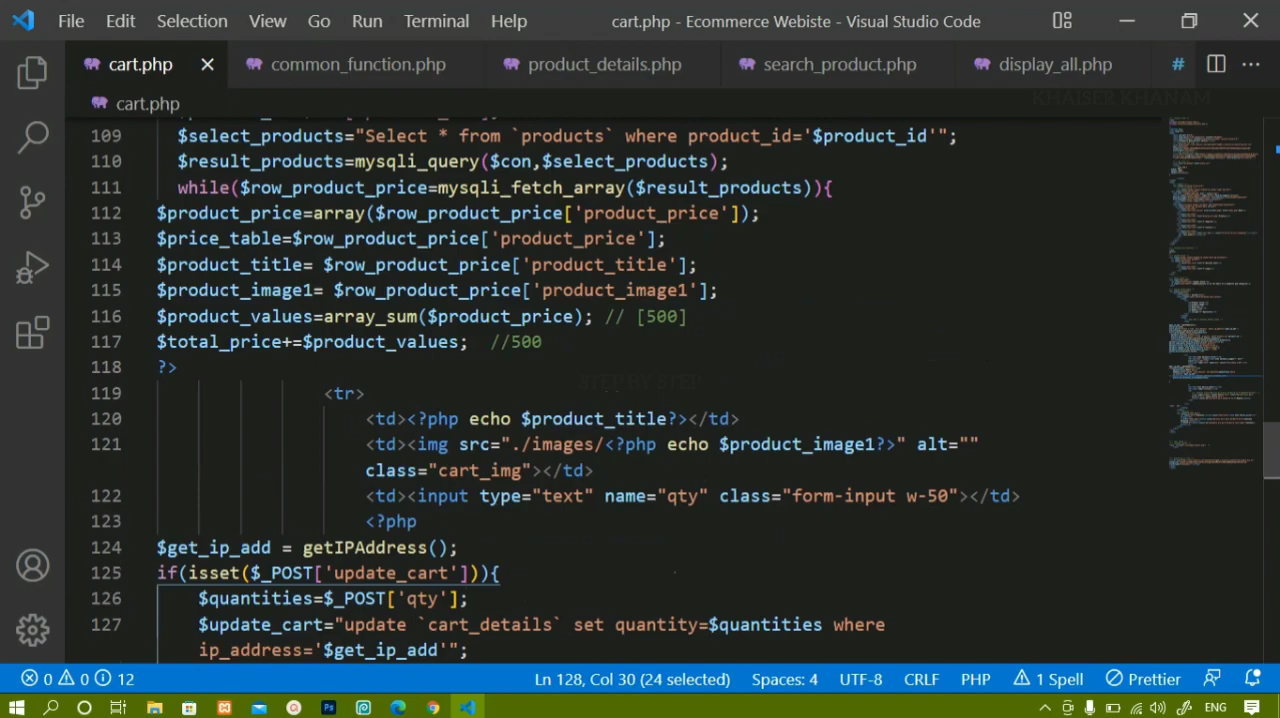 File Edit Selection View Go Run Terminal Help cart.php - Ecommerce Webiste - Visual Studio Code
cart.php common_function.php product_details.php search_product.php display_all.php #
cart.php
KHAISER KHANAM
109 $select_products="Select * from `products` where product_id='$product_id'";
110 $result_products=mysqli_query($con,$select_products);
111 while($row_product_price=mysqli_fetch_array($result_products)){
112 $product_price=array($row_product_price['product_price']);
113 $price_table=$row_product_price['product_price'];
114 $product_title= $row_product_price['product_title'];
115 $product_image1= $row_product_price['product_image1'];
116 $product_values=array_sum($product_price); // [500]
117 $total_price+=$product_values; //500
118 ?>
STEP BY STEP
119 <tr>
120 <td><?php echo $product_title?></td>
121 <td><img src="./images/<?php echo $product_image1?>" alt=""
class="cart_img"></td>
122 <td><input type="text" name="qty" class="form-input w-50"></td>
123 <?php
124 $get_ip_add = getIPAddress();
125 if(isset($_POST['update_cart'])){
126 $quantities=$_POST['qty'];
127 $update_cart="update `cart_details` set quantity=$quantities where
ip_address='$get_ip_add'";
0 0 12 Ln 128, Col 30 (24 selected) Spaces: 4 UTF-8 CRLF PHP 1 Spell Prettier
ENG